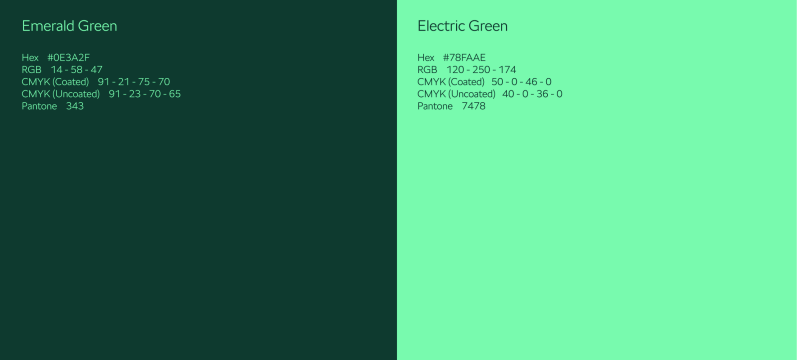 Emerald Green
Hex #0E3A2F
RGB 14 - 58 - 47
CMYK (Coated) 91 - 21 - 75 - 70
CMYK (Uncoated) 91 - 23 - 70 - 65
Pantone 343
Electric Green
Hex #78FAAE
RGB 120 - 250 - 174
CMYK (Coated) 50 - 0 - 46 - 0
CMYK (Uncoated) 40 - 0 - 36 - 0
Pantone 7478